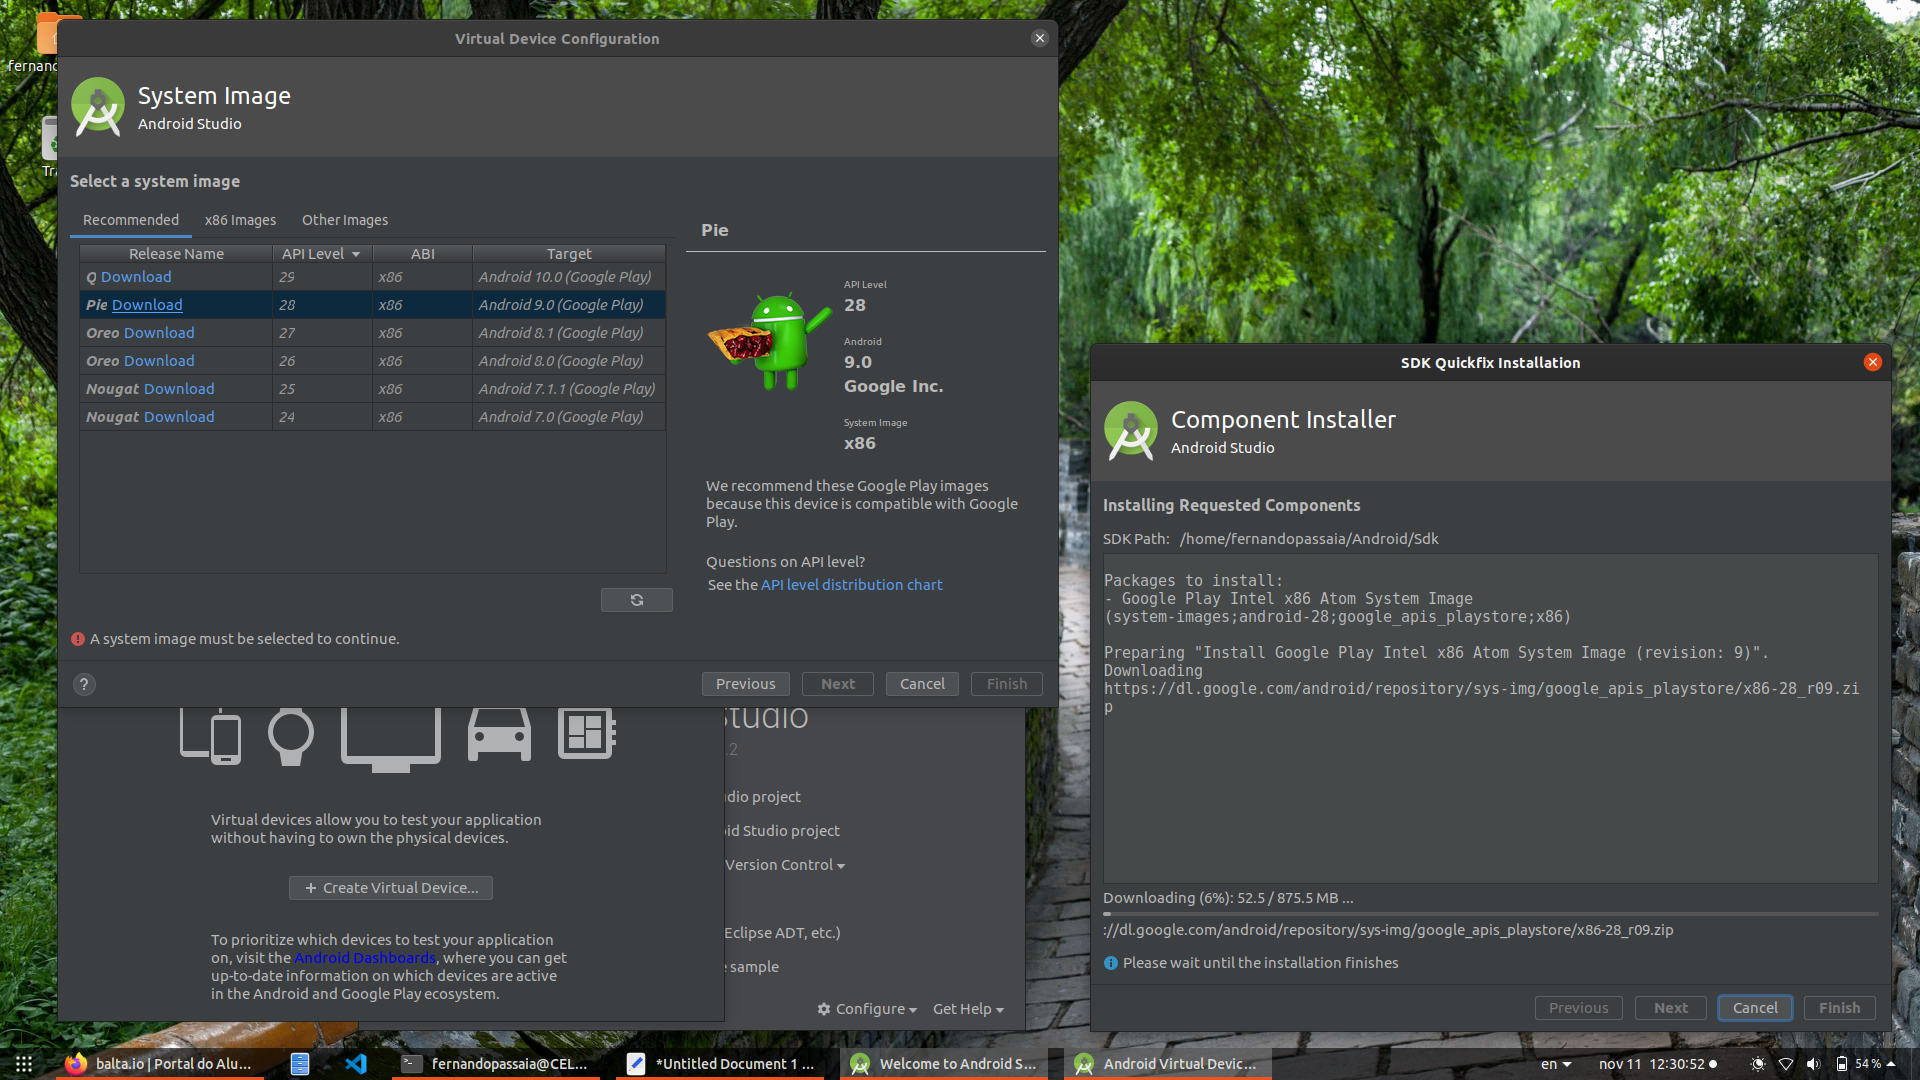 fernand
Tra
Virtual Device Configuration
System Image
Android Studio
Select a system image
Recommended
x86 Images
Other Images
Release Name
API Level
ABI
Target
Q Download
29
x86
Android 10.0 (Google Play)
Pie Download
28
x86
Android 9.0 (Google Play)
Oreo Download
27
x86
Android 8.1 (Google Play)
Oreo Download
26
x86
Android 8.0 (Google Play)
Nougat Download
25
x86
Android 7.1.1 (Google Play)
Nougat Download
24
x86
Android 7.0 (Google Play)
Pie
API Level
28
Android
9.0
Google Inc.
System Image
x86
We recommend these Google Play images
because this device is compatible with Google
Play.
Questions on API level?
See the API level distribution chart
A system image must be selected to continue.
?
Previous
Next
Cancel
Finish
Virtual devices allow you to test your application
without having to own the physical devices.
+ Create Virtual Device...
To prioritize which devices to test your application
on, visit the Android Dashboards, where you can get
up-to-date information on which devices are active
in the Android and Google Play ecosystem.
tudio
.2
dio project
id Studio project
Version Control
Eclipse ADT, etc.)
e sample
Configure
Get Help
SDK Quickfix Installation
Component Installer
Android Studio
Installing Requested Components
SDK Path: /home/fernandopassaia/Android/Sdk
Packages to install:
- Google Play Intel x86 Atom System Image
(system-images;android-28;google_apis_playstore;x86)
Preparing "Install Google Play Intel x86 Atom System Image (revision: 9)".
Downloading
https://dl.google.com/android/repository/sys-img/google_apis_playstore/x86-28_r09.zi
p
Downloading (6%): 52.5 / 875.5 MB ...
://dl.google.com/android/repository/sys-img/google_apis_playstore/x86-28_r09.zip
Please wait until the installation finishes
Previous
Next
Cancel
Finish
balta.io | Portal do Alu...
fernandopassaia@CEL...
*Untitled Document 1 ...
Welcome to Android S...
Android Virtual Devic...
en
nov 11 12:30:52
54 %